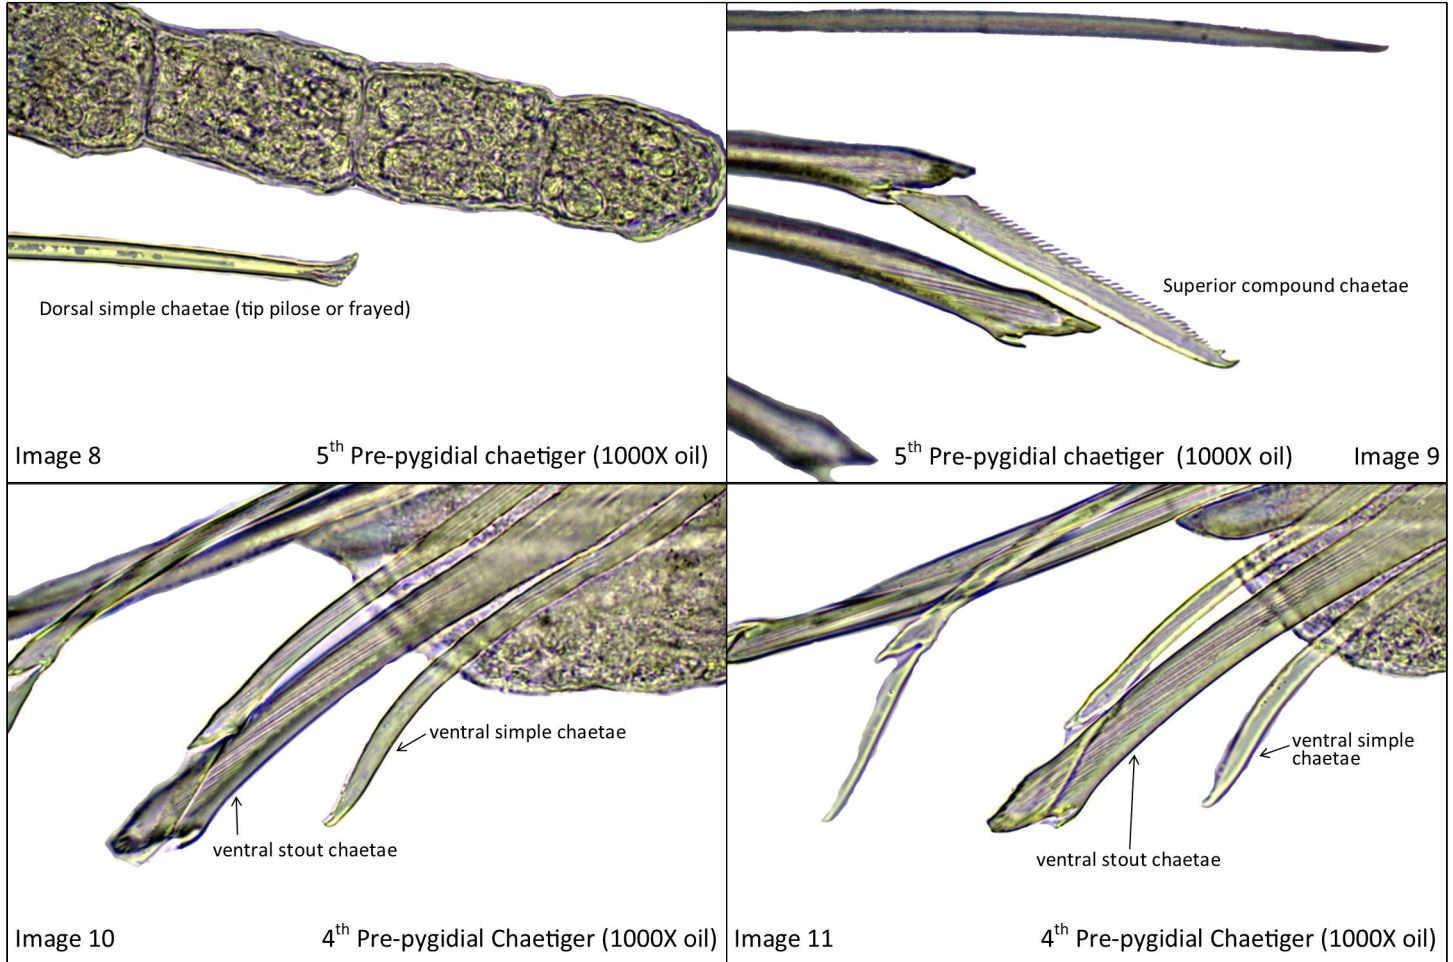 Dorsal simple chaetae (tip pilose or frayed)
Image 8
5th Pre-pygidial chaetiger (1000X oil)
Superior compound chaetae
5th Pre-pygidial chaetiger (1000X oil)
Image 9
ventral simple chaetae
ventral stout chaetae
Image 10
4th Pre-pygidial Chaetiger (1000X oil)
ventral simple
chaetae
ventral stout chaetae
Image 11
4th Pre-pygidial Chaetiger (1000X oil)